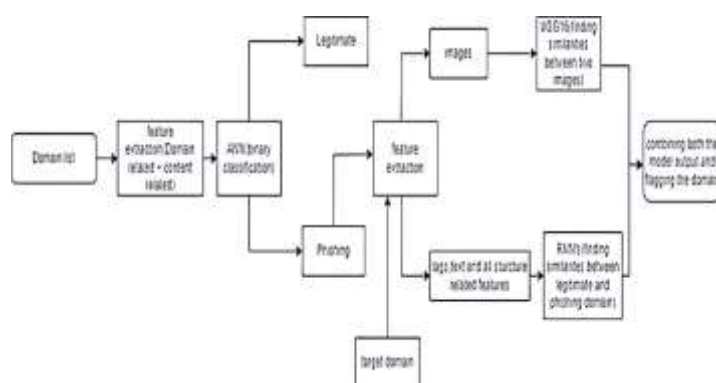 Legitimate
images
VGG16(finding
similarities
between two
images)
Domain list
feature
extraction(Domain
related + content
related)
ANN(binary
classification)
feature
extraction
combining both the
model output and
flagging the domain
Phishing
tags,text and all sturcture
related features
RNN's(finding
similarites between
legitimate and
phishing domain)
target domain